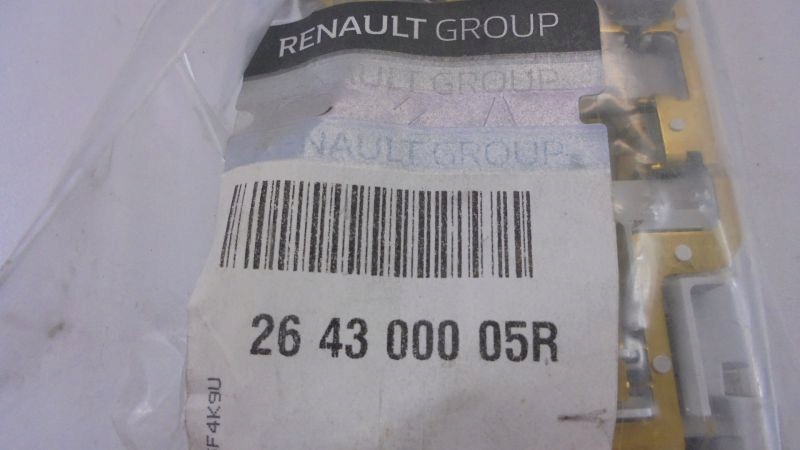 RENAULT GROUP
RENAULT GROUP
RENAULT GROUP
26 43 000 05R
F4K9U